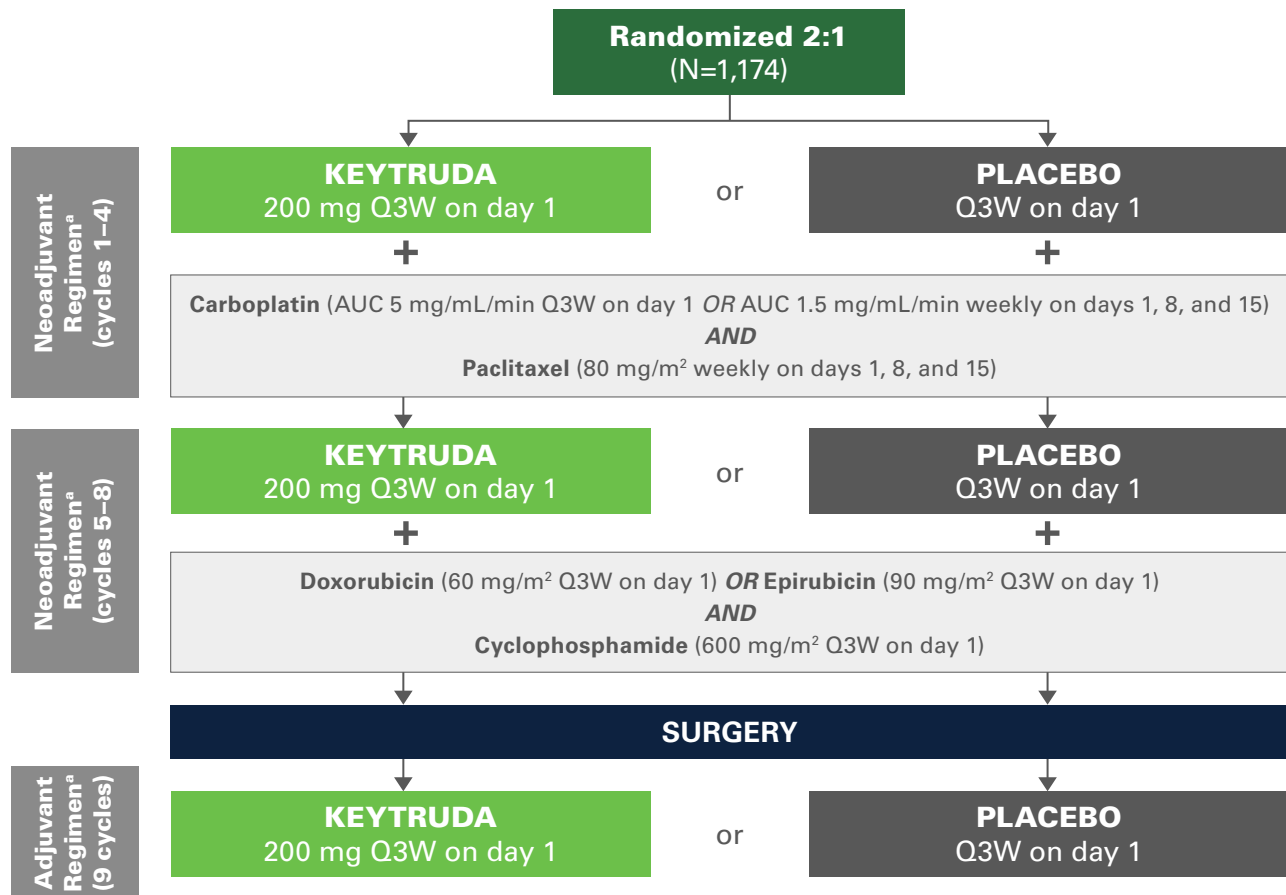 Randomized 2:1
(N=1,174)
Neoadjuvant
Regimenᵃ
(cycles 1–4)
KEYTRUDA
200 mg Q3W on day 1
or
PLACEBO
Q3W on day 1
+
+
Carboplatin (AUC 5 mg/mL/min Q3W on day 1 OR AUC 1.5 mg/mL/min weekly on days 1, 8, and 15)
AND
Paclitaxel (80 mg/m² weekly on days 1, 8, and 15)
Neoadjuvant
Regimenᵃ
(cycles 5–8)
KEYTRUDA
200 mg Q3W on day 1
or
PLACEBO
Q3W on day 1
+
+
Doxorubicin (60 mg/m² Q3W on day 1) OR Epirubicin (90 mg/m² Q3W on day 1)
AND
Cyclophosphamide (600 mg/m² Q3W on day 1)
SURGERY
Adjuvant
Regimenᵃ
(9 cycles)
KEYTRUDA
200 mg Q3W on day 1
or
PLACEBO
Q3W on day 1